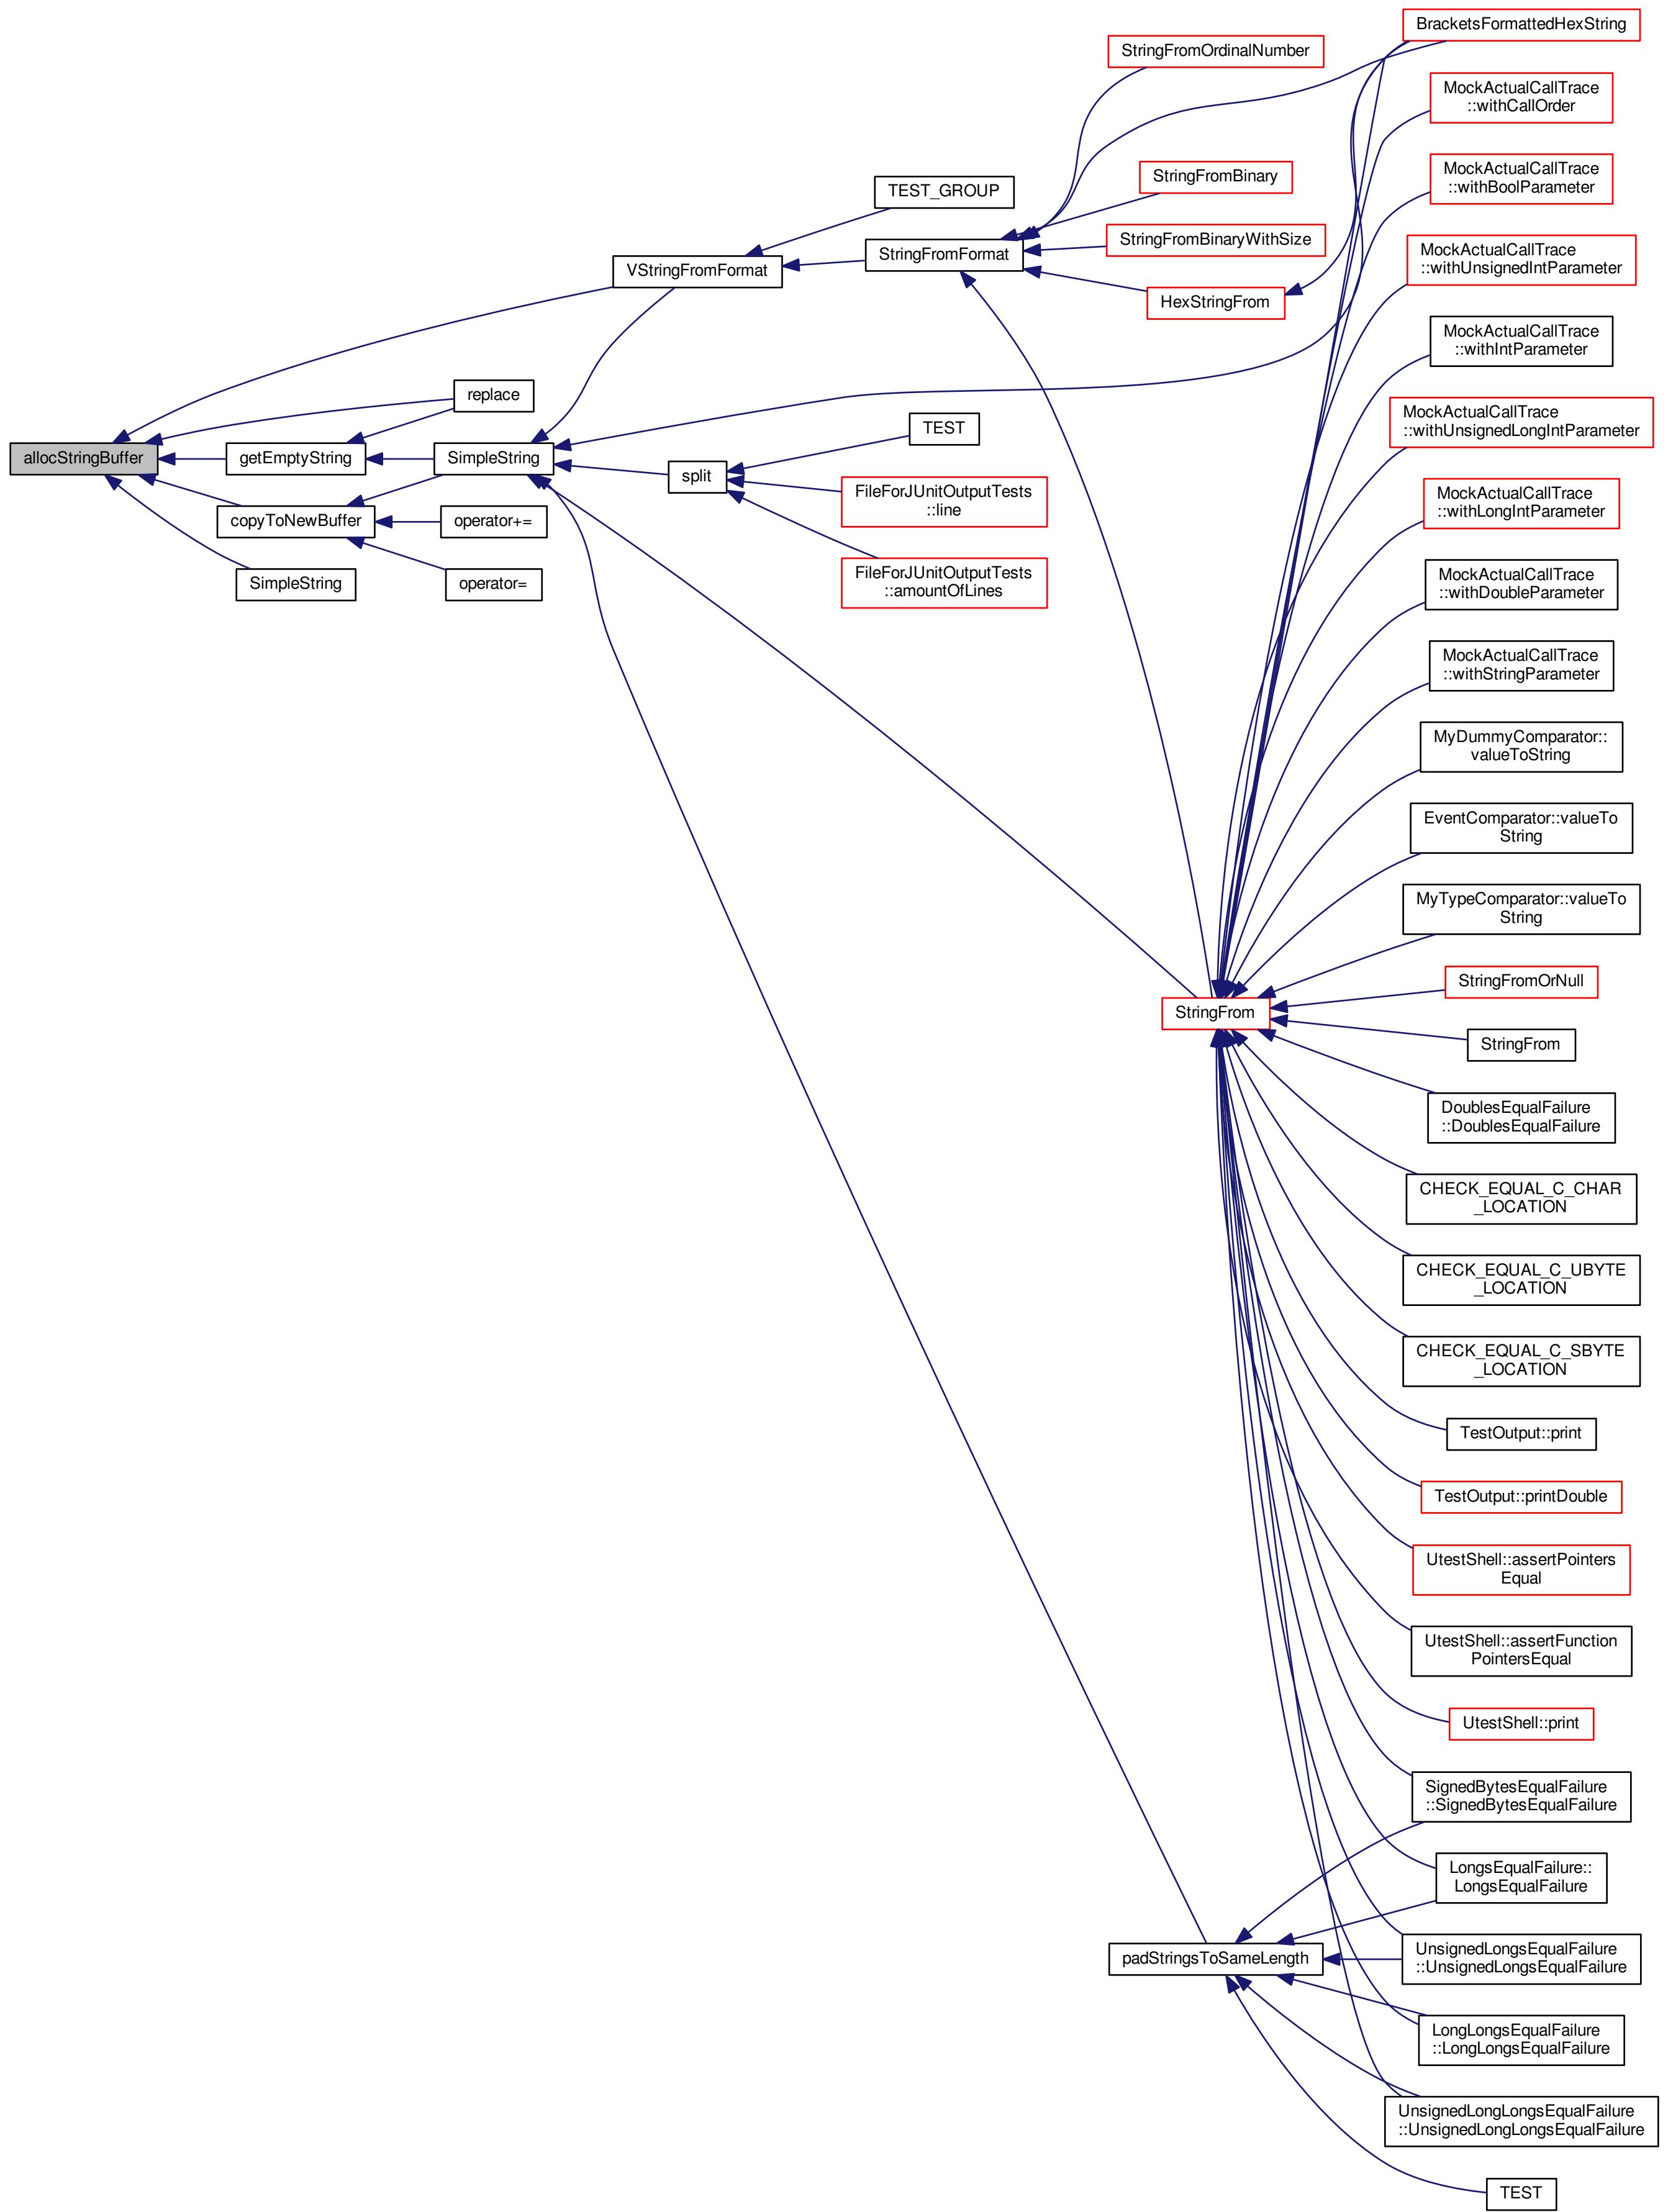 BracketsFormattedHexString
StringFromOrdinalNumber
MockActualCallTrace
::withCallOrder
StringFromBinary
MockActualCallTrace
::withBoolParameter
TEST_GROUP
StringFromBinaryWithSize
StringFromFormat
MockActualCallTrace
::withUnsignedIntParameter
VStringFromFormat
HexStringFrom
MockActualCallTrace
::withIntParameter
replace
MockActualCallTrace
::withUnsignedLongIntParameter
TEST
allocStringBuffer
getEmptyString
SimpleString
split
FileForJUnitOutputTests
::line
MockActualCallTrace
::withLongIntParameter
copyToNewBuffer
operator+=
SimpleString
operator=
FileForJUnitOutputTests
::amountOfLines
MockActualCallTrace
::withDoubleParameter
MockActualCallTrace
::withStringParameter
MyDummyComparator::
valueToString
EventComparator::valueTo
String
MyTypeComparator::valueTo
String
StringFromOrNull
StringFrom
StringFrom
DoublesEqualFailure
::DoublesEqualFailure
CHECK_EQUAL_C_CHAR
_LOCATION
CHECK_EQUAL_C_UBYTE
_LOCATION
CHECK_EQUAL_C_SBYTE
_LOCATION
TestOutput::print
TestOutput::printDouble
UtestShell::assertPointers
Equal
UtestShell::assertFunction
PointersEqual
UtestShell::print
SignedBytesEqualFailure
::SignedBytesEqualFailure
LongsEqualFailure::
LongsEqualFailure
padStringsToSameLength
UnsignedLongsEqualFailure
::UnsignedLongsEqualFailure
LongLongsEqualFailure
::LongLongsEqualFailure
UnsignedLongLongsEqualFailure
::UnsignedLongLongsEqualFailure
TEST